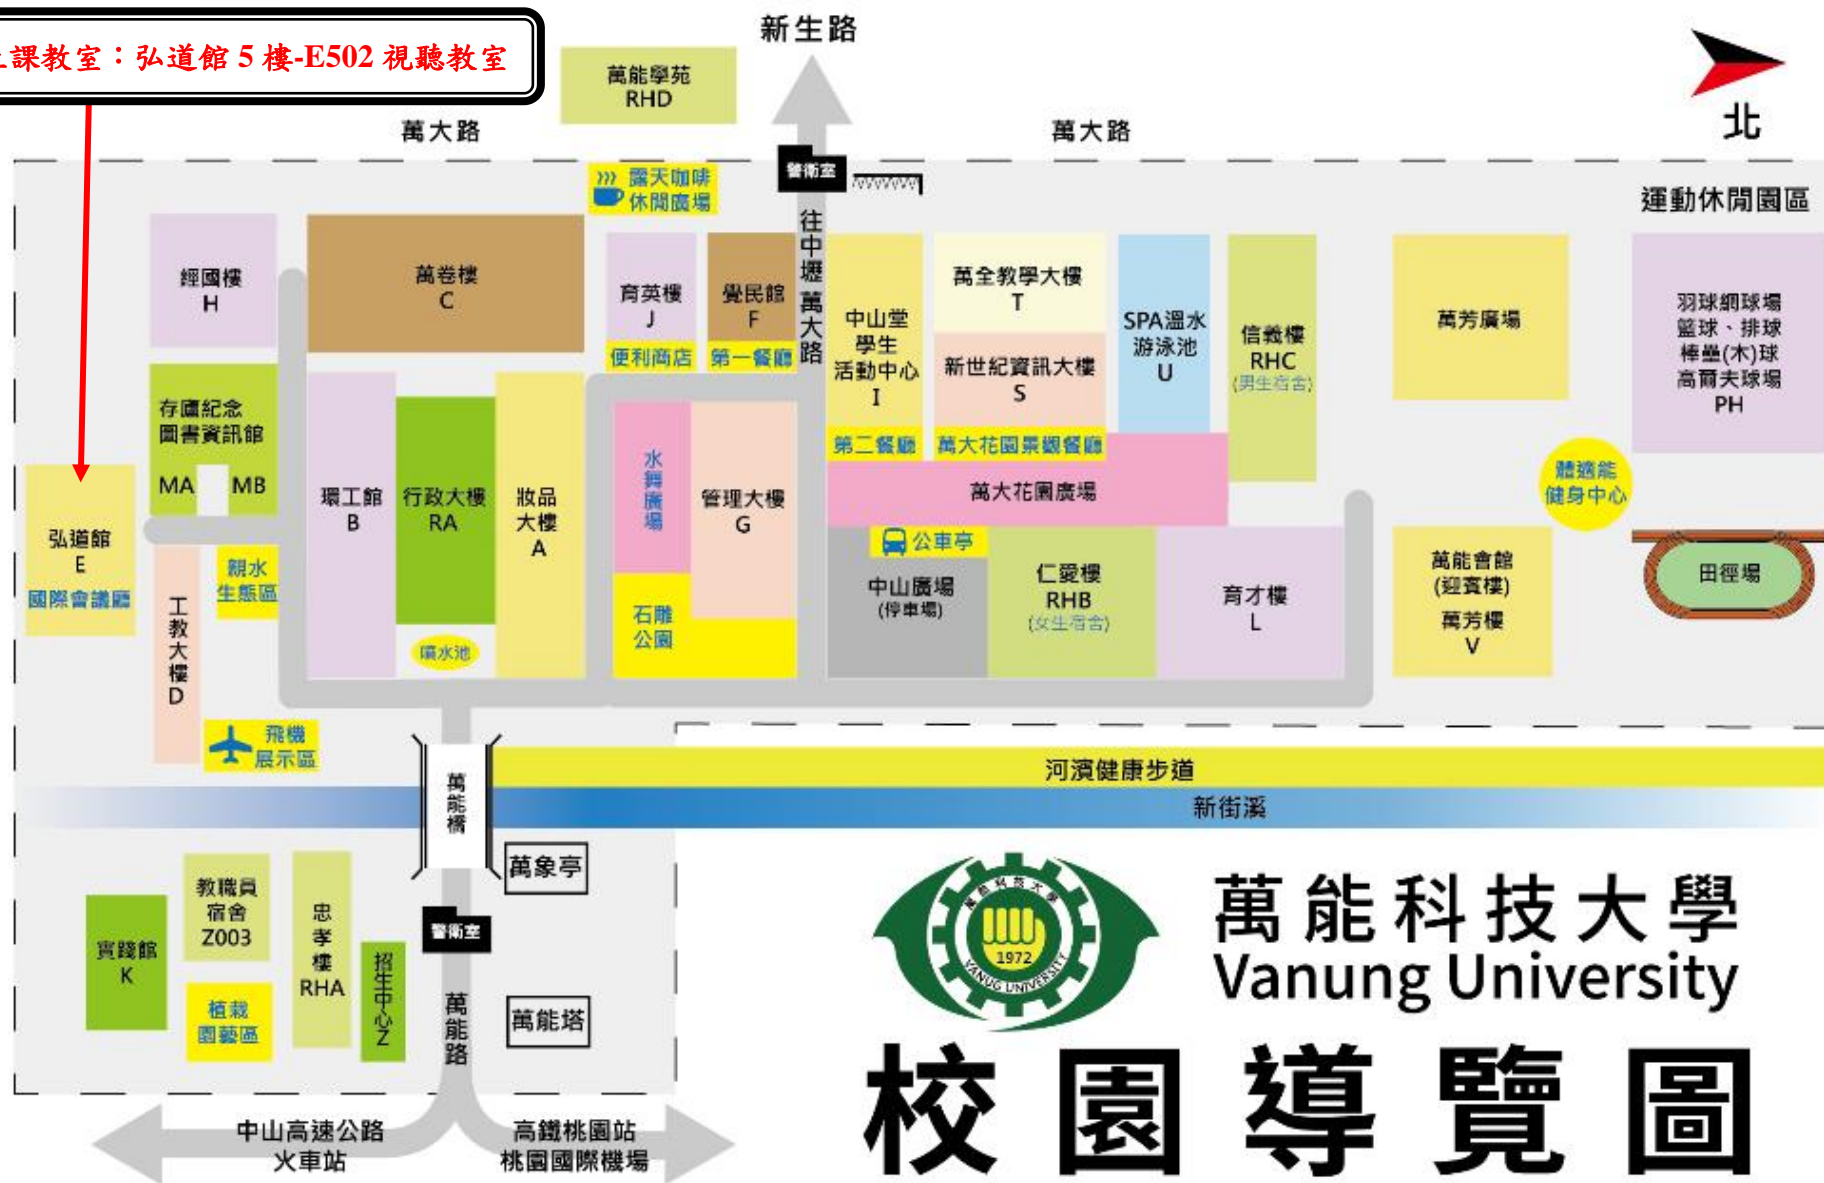 上課教室：弘道館 5 樓-E502 視聽教室
新生路
萬能學苑
RHD
萬大路
萬大路
北
警衛室
露天咖啡
休閒廣場
往中壢 萬大路
運動休閒園區
經國樓
H
萬卷樓
C
育英樓
J
便利商店
覺民館
F
第一餐廳
中山堂
學生
活動中心
I
第二餐廳
萬全教學大樓
T
新世紀資訊大樓
S
萬大花園景觀餐廳
SPA溫水
游泳池
U
信義樓
RHC
(男生宿舍)
萬芳廣場
羽球網球場
籃球、排球
棒壘(木)球
高爾夫球場
PH
存廬紀念
圖書資訊館
MA
MB
環工館
B
行政大樓
RA
妝品
大樓
A
水舞廣場
管理大樓
G
萬大花園廣場
體適能
健身中心
弘道館
E
國際會議廳
親水
生態區
工教大樓D
噴水池
石雕
公園
公車亭
中山廣場
(停車場)
仁愛樓
RHB
(女生宿舍)
育才樓
L
萬能會館
(迎賓樓)
萬芳樓
V
田徑場
飛機
展示區
萬能橋
河濱健康步道
新街溪
萬象亭
教職員
宿舍
Z003
忠孝樓
RHA
實踐館
K
植栽
園藝區
招生中心Z
警衛室
萬能路
萬能塔
中山高速公路
火車站
高鐵桃園站
桃園國際機場
萬能科技大學
1972
VANUG UNIVERSITY
萬能科技大學
Vanung University
校園導覽圖